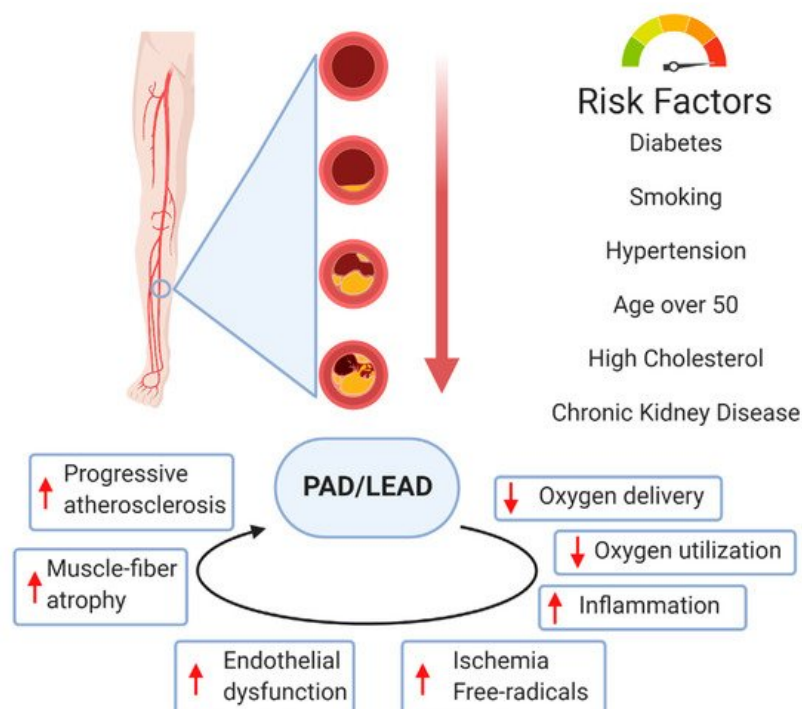 Risk Factors
Diabetes
Smoking
Hypertension
Age over 50
High Cholesterol
Chronic Kidney Disease
PAD/LEAD
Oxygen delivery
Oxygen utilization
Inflammation
Ischemia
Free-radicals
Endothelial
dysfunction
Muscle-fiber
atrophy
Progressive
atherosclerosis